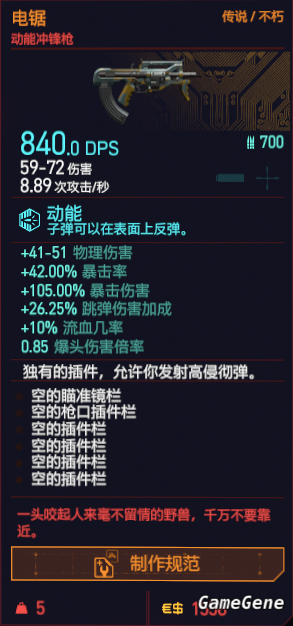 电锯
传说 / 不朽
动能冲锋枪
840.0 DPS
700
59-72 伤害
8.89 次攻击/秒
动能
子弹可以在表面上反弹。
+41-51 物理伤害
+42.00% 暴击率
+105.00% 暴击伤害
+26.25% 跳弹伤害加成
+10% 流血几率
0.85 爆头伤害倍率
独有的插件，允许你发射高侵彻弹。
空的瞄准镜栏
空的枪口插件栏
空的插件栏
空的插件栏
空的插件栏
空的插件栏
一头咬起人来毫不留情的野兽，千万不要靠
近。
制作规范
5
€$
GameGene